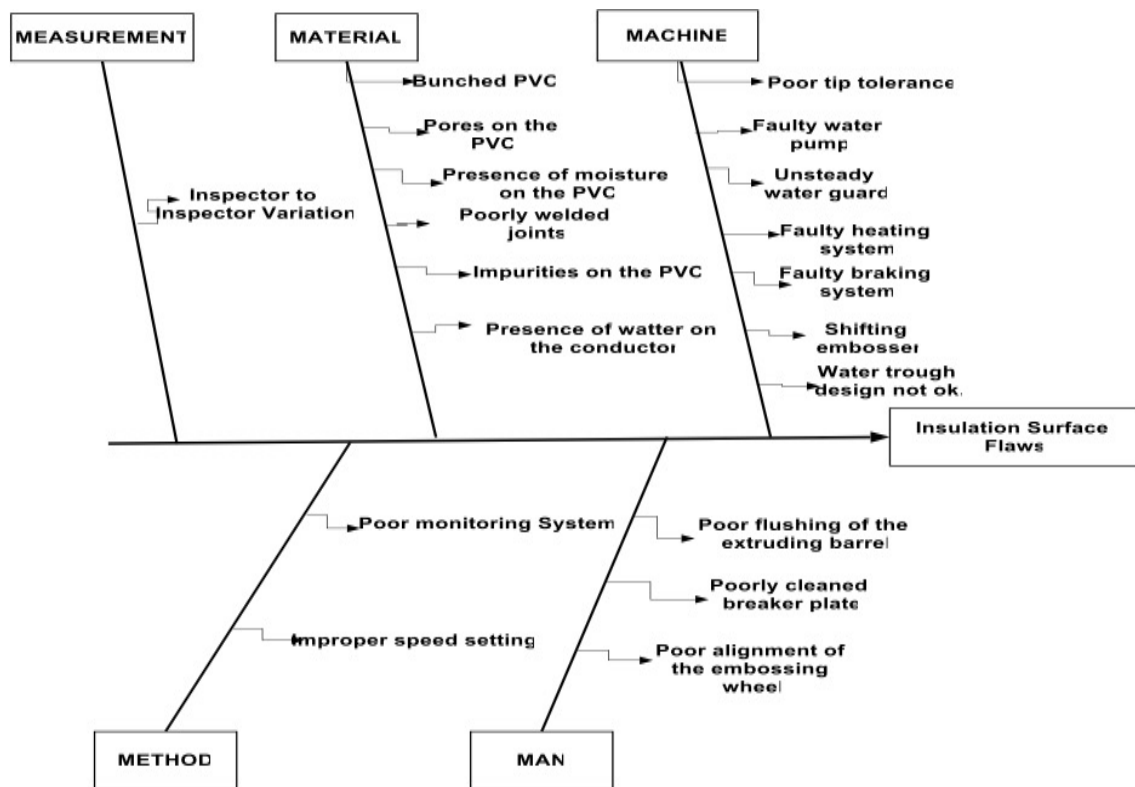 MEASUREMENT
MATERIAL
MACHINE
Bunched PVC
Pores on the
PVC
Presence of moisture
on the PVC
Poorly welded
joints
Impurities on the PVC
Presence of watter on
the conductor
Inspector to
Inspector Variation
Poor tip tolerance
Faulty water
pump
Unsteady
water guard
Faulty heating
system
Faulty braking
system
Shifting
embosser
Water trough
design not ok.
Insulation Surface
Flaws
Poor monitoring System
Improper speed setting
Poor flushing of the
extruding barrel
Poorly cleaned
breaker plate
Poor alignment of
the embossing
wheel
METHOD
MAN